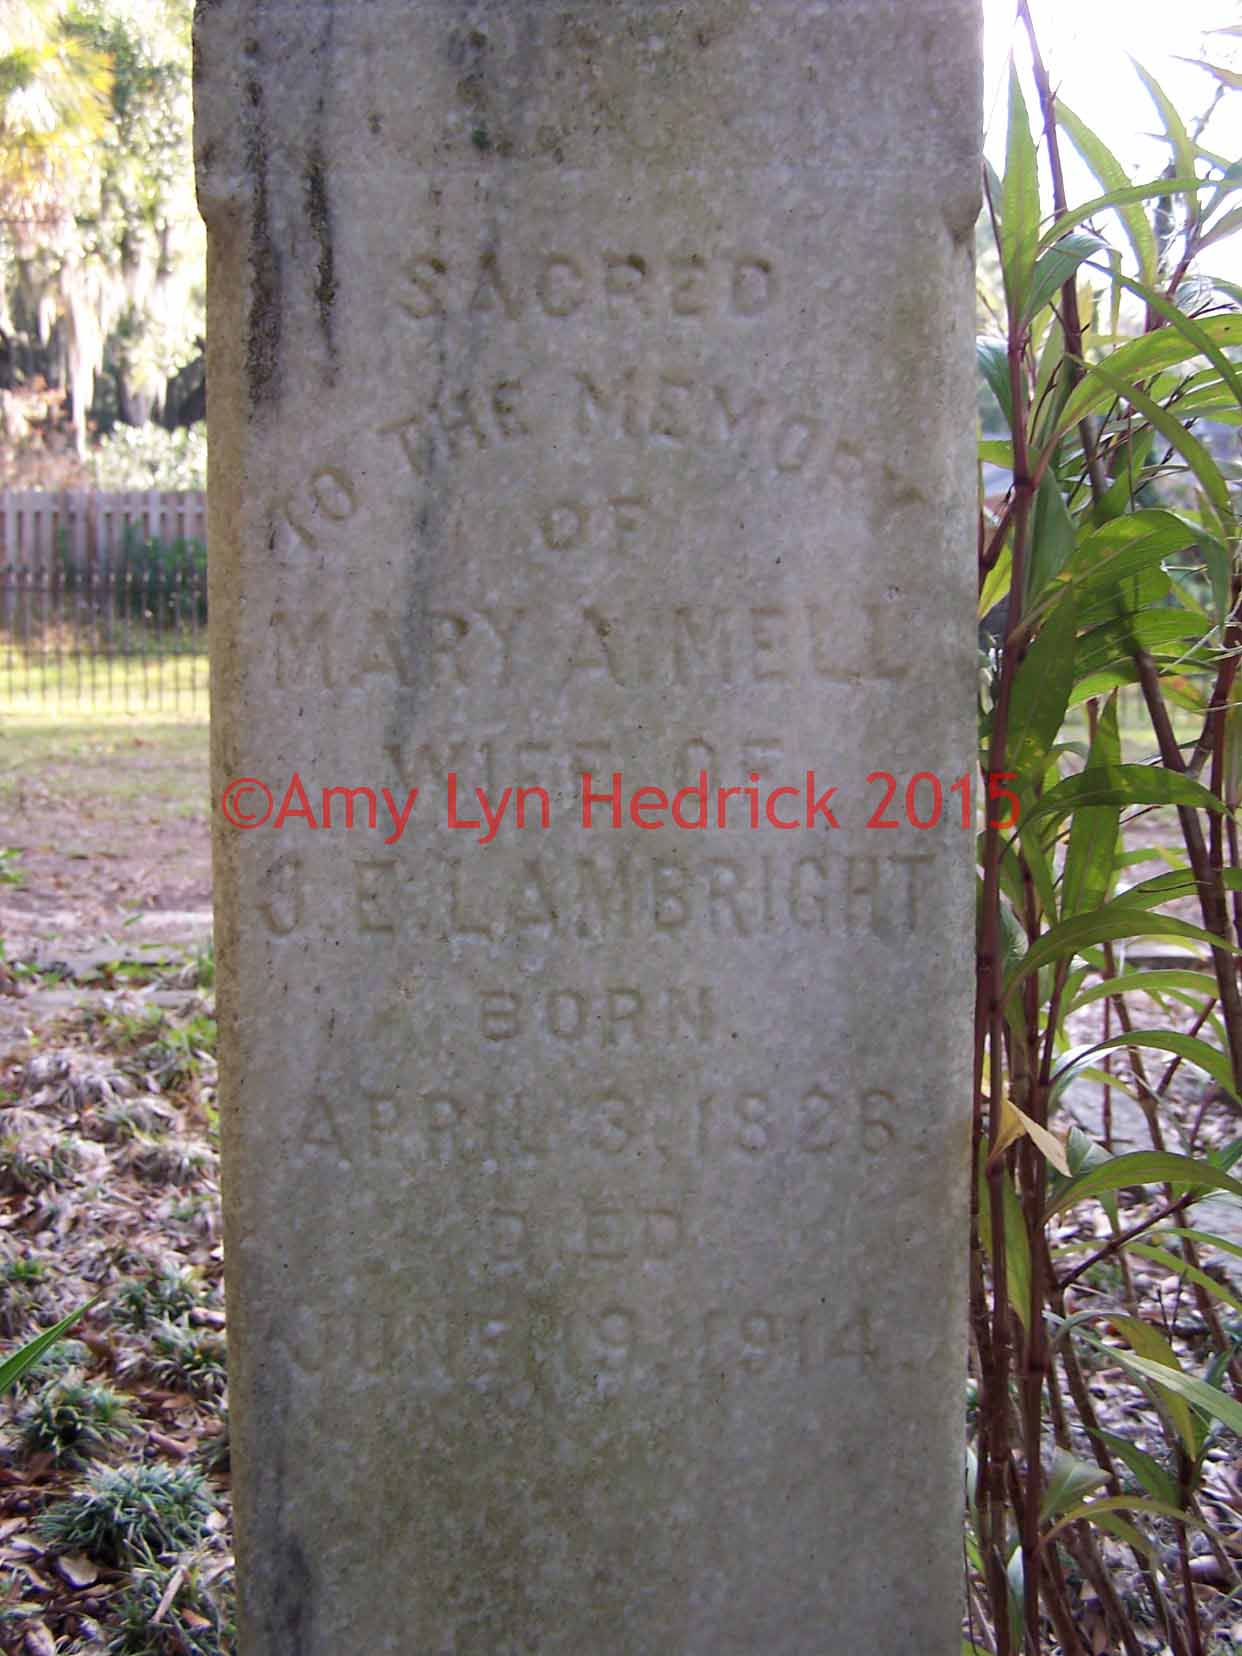 SACRED
TO THE MEMORY
OF
MARY A. MELL
WIFE OF
©Amy Lyn Hedrick 2015
J. E. LAMBRIGHT
BORN
APRIL 3, 1826.
DIED
JUNE 19, 1914.